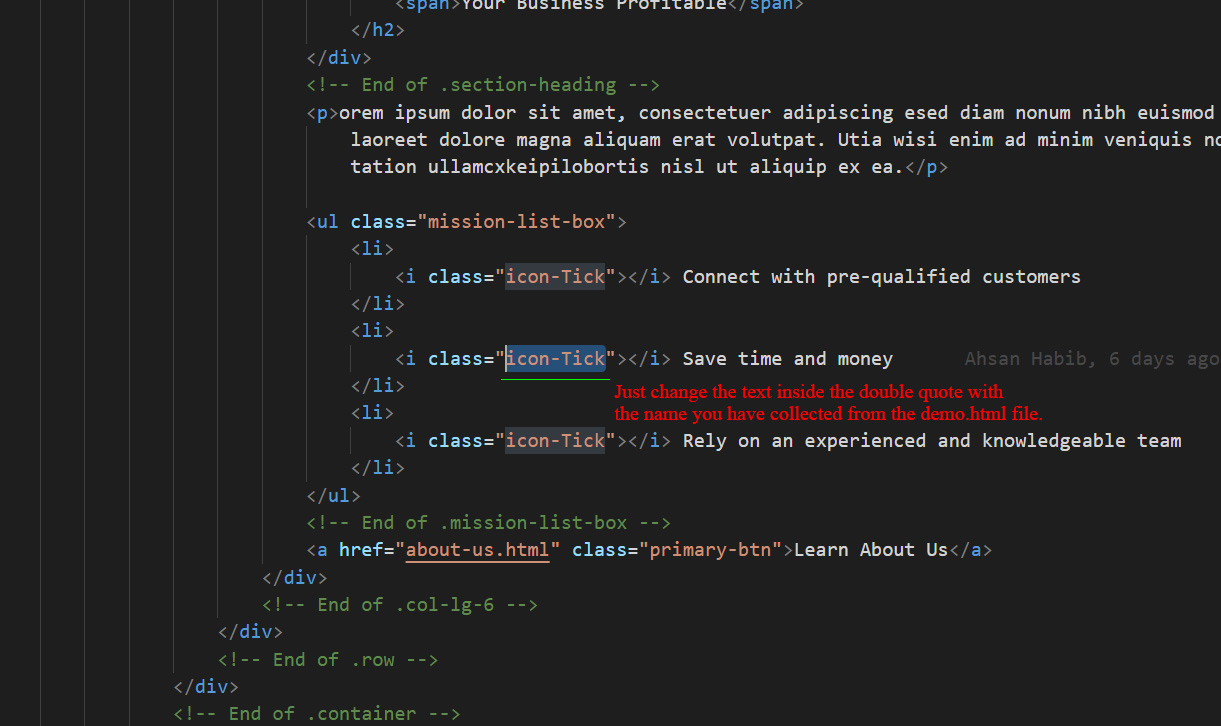 <span>Your Business Profitable</span>
</h2>
</div>
<!-- End of .section-heading -->
<p>orem ipsum dolor sit amet, consectetuer adipiscing esed diam nonum nibh euismod
laoreet dolore magna aliquam erat volutpat. Utia wisi enim ad minim veniquis
tation ullamcxkeipilobortis nisl ut aliquip ex ea.</p>
<ul class="mission-list-box">
<li>
<i class="icon-Tick"></i> Connect with pre-qualified customers
</li>
<li>
<i class="icon-Tick"></i> Save time and money Ahsan Habib, 6 days ago
</li>
Just change the text inside the double quote with
<li>
the name you have collected from the demo.html file.
<i class="icon-Tick"></i> Rely on an experienced and knowledgeable team
</li>
</ul>
<!-- End of .mission-list-box -->
<a href="about-us.html" class="primary-btn">Learn About Us</a>
</div>
<!-- End of .col-lg-6 -->
</div>
<!-- End of .row -->
</div>
<!-- End of .container -->